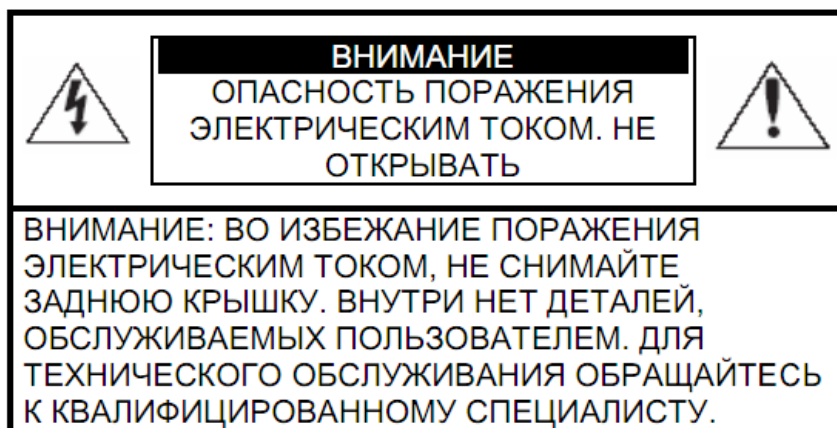 ВНИМАНИЕ
ОПАСНОСТЬ ПОРАЖЕНИЯ
ЭЛЕКТРИЧЕСКИМ ТОКОМ. НЕ
ОТКРЫВАТЬ
ВНИМАНИЕ: ВО ИЗБЕЖАНИЕ ПОРАЖЕНИЯ
ЭЛЕКТРИЧЕСКИМ ТОКОМ, НЕ СНИМАЙТЕ
ЗАДНЮЮ КРЫШКУ. ВНУТРИ НЕТ ДЕТАЛЕЙ,
ОБСЛУЖИВАЕМЫХ ПОЛЬЗОВАТЕЛЕМ. ДЛЯ
ТЕХНИЧЕСКОГО ОБСЛУЖИВАНИЯ ОБРАЩАЙТЕСЬ
К КВАЛИФИЦИРОВАННОМУ СПЕЦИАЛИСТУ.